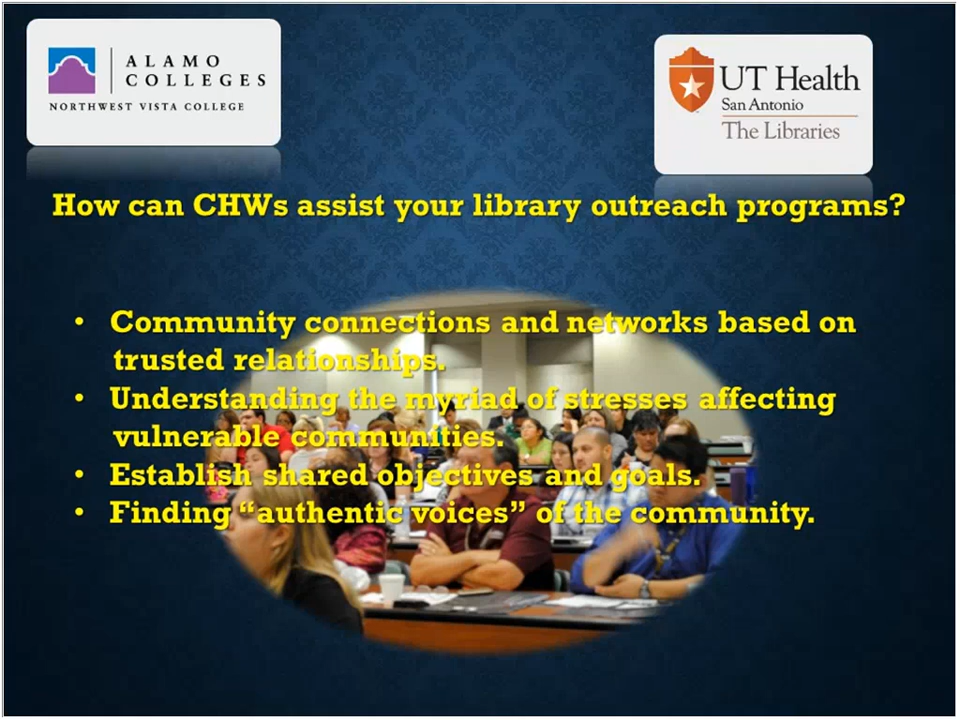 ALAMO
COLLEGES
NORTHWEST VISTA COLLEGE
UT Health
San Antonio
The Libraries
How can CHWs assist your library outreach programs?
• Community connections and networks based on
trusted relationships.
• Understanding the myriad of stresses affecting
vulnerable communities.
• Establish shared objectives and goals.
• Finding “authentic voices” of the community.